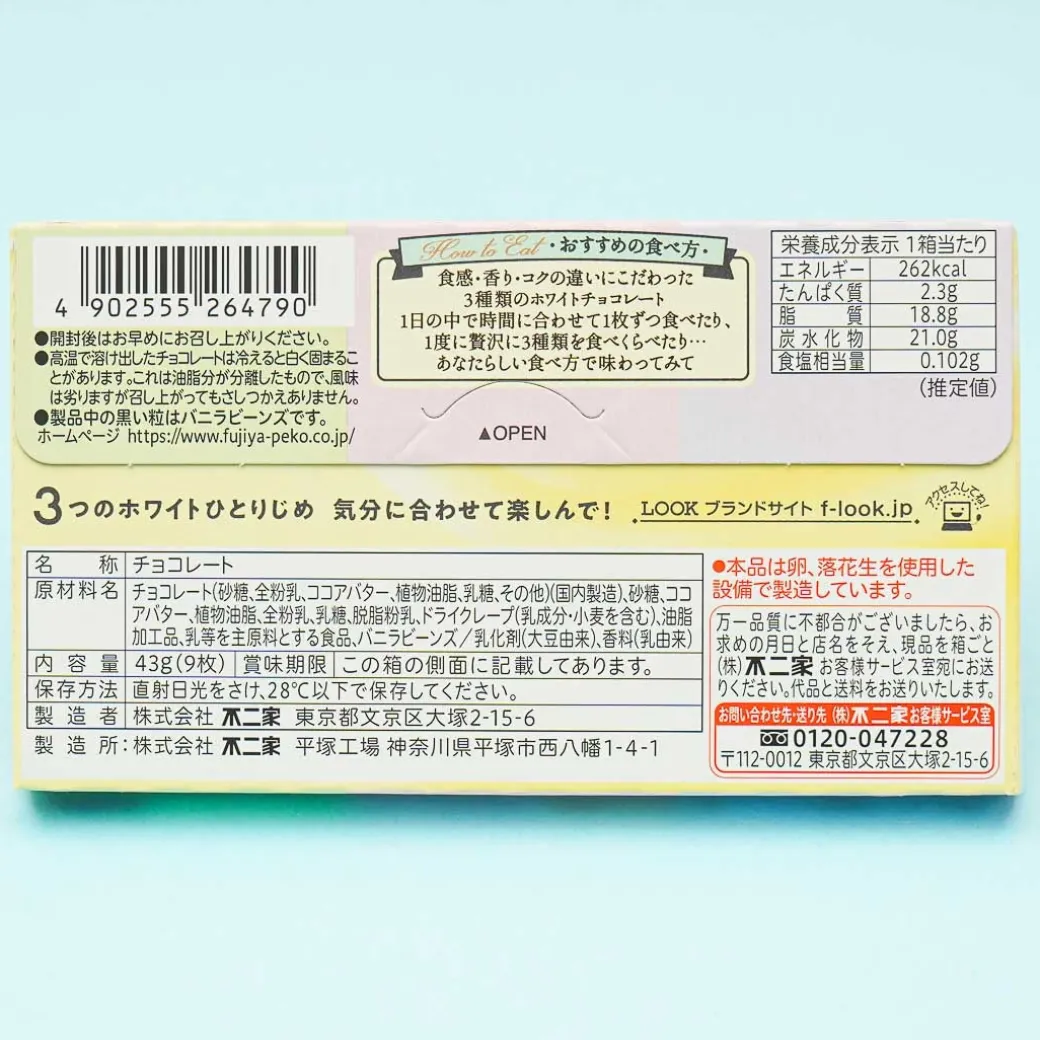 4 902555 264790
●開封後はお早めにお召し上がりください。
●高温で溶け出したチョコレートは冷えると白く固まるこ
とがあります。これは油脂分が分離したもので、風味
は劣りますが召し上がってもさしつかえありません。
●製品中の黒い粒はバニラビーンズです。
ホームページ https://www.fujiya-peko.co.jp/
How to Eat・おすすめの食べ方・
食感・香り・コクの違いにこだわった
3種類のホワイトチョコレート
1日の中で時間に合わせて1枚ずつ食べたり、
1度に贅沢に3種類を食べくらべたり…
あなたらしい食べ方で味わってみて
▲OPEN
栄養成分表示 1箱当たり
エネルギー 262kcal
たんぱく質 2.3g
脂質 18.8g
炭水化物 21.0g
食塩相当量 0.102g
(推定値)
3つのホワイトひとりじめ 気分に合わせて楽しんで! LOOK ブランドサイト f-look.jp
アクセスしてね!
名称 チョコレート
原材料名 チョコレート(砂糖、全粉乳、ココアバター、植物油脂、乳糖、その他)(国内製造)、砂糖、ココ
アバター、植物油脂、全粉乳、乳糖、脱脂粉乳、ドライクレープ(乳成分・小麦を含む)、油脂
加工品、乳等を主原料とする食品、バニラビーンズ/乳化剤(大豆由来)、香料(乳由来)
内容量 43g(9枚) 賞味期限 この箱の側面に記載してあります。
保存方法 直射日光をさけ、28℃以下で保存してください。
製造者 株式会社 不二家 東京都文京区大塚2-15-6
製造所:株式会社 不二家 平塚工場 神奈川県平塚市西八幡1-4-1
●本品は卵、落花生を使用した
設備で製造しています。
万一品質に不都合がございましたら、お
求めの月日と店名をそえ、現品を箱ごと
(株)不二家 お客様サービス室宛にお送
りください。代品と送料をお送りいたします。
お問い合わせ先・送り先 (株)不二家お客様サービス室
0120-047228
〒112-0012 東京都文京区大塚2-15-6